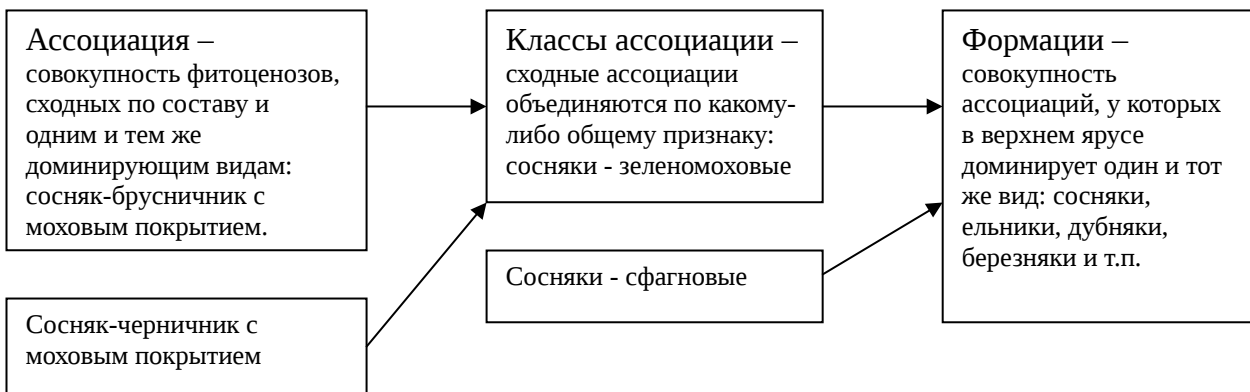 Ассоциация –
совокупность фитоценозов,
сходных по составу и
одним и тем же
доминирующим видам:
сосняк-брусничник с
моховым покрытием.
Сосняк-черничник с
моховым покрытием
Классы ассоциации –
сходные ассоциации
объединяются по какому-
либо общему признаку:
сосняки - зеленомоховые
Сосняки - сфагновые
Формации –
совокупность
ассоциаций, у которых
в верхнем ярусе
доминирует один и тот
же вид: сосняки,
ельники, дубняки,
березняки и т.п.